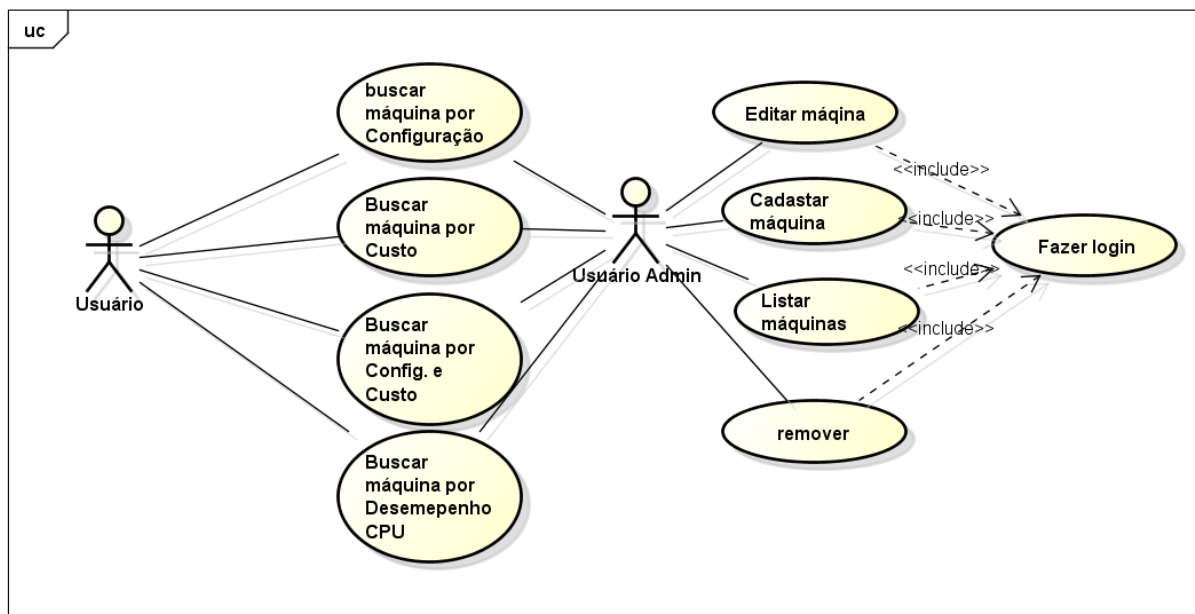 uc
buscar
máquina por
Configuração
Buscar
máquina por
Custo
Buscar
máquina por
Config. e
Custo
Buscar
máquina por
Desemepenho
CPU
Usuário
Usuário Admin
Editar máqina
Cadastar
máquina
Listar
máquinas
remover
<<include>>
<<include>>
<<include>>
<<include>>
Fazer login